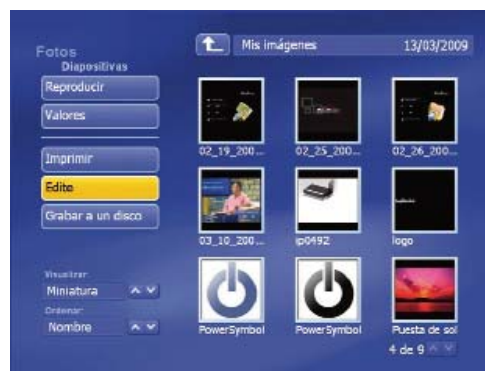 Fotos
Diapositivas
Reproducir
Valores
Imprimir
Edite
Grabar a un disco
Visualizar:
Miniatura
Ordenar:
Nombre
Mis imágenes 13/03/2009
02_19_200... 02_25_200... 02_26_200...
03_10_200... ip0492 logo
PowerSymbol PowerSymbol Puesta de sol
4 de 9